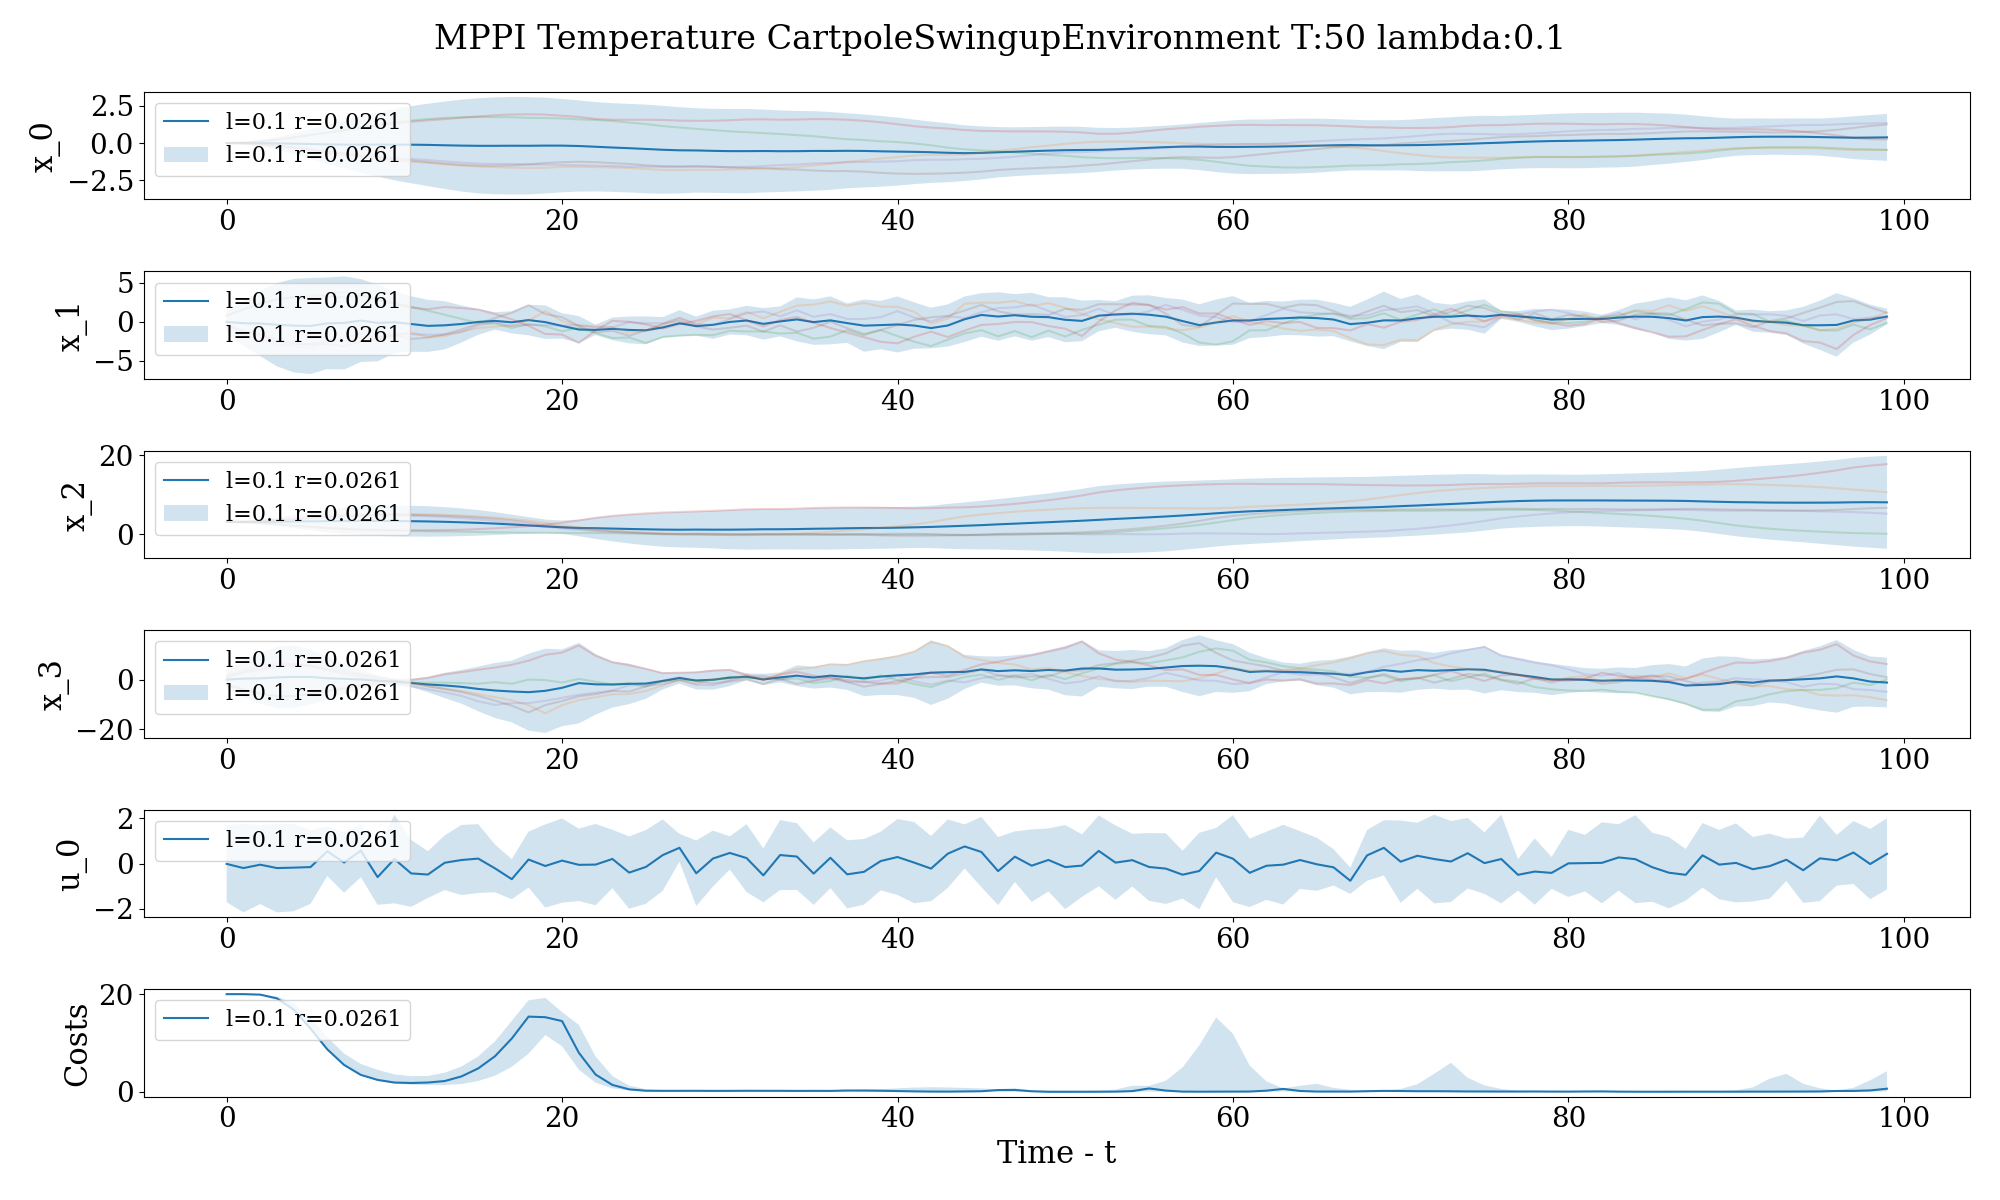 MPPI Temperature CartpoleSwingupEnvironment T:50 lambda:0.1
x_0
2.5
0.0
−2.5
l=0.1 r=0.0261
l=0.1 r=0.0261
0 20 40 60 80 100
x_1
5
0
−5
l=0.1 r=0.0261
l=0.1 r=0.0261
0 20 40 60 80 100
x_2
20
0
l=0.1 r=0.0261
l=0.1 r=0.0261
0 20 40 60 80 100
x_3
0
−20
l=0.1 r=0.0261
l=0.1 r=0.0261
0 20 40 60 80 100
u_0
2
0
−2
l=0.1 r=0.0261
0 20 40 60 80 100
Costs
20
0
l=0.1 r=0.0261
0 20 40 60 80 100
Time - t